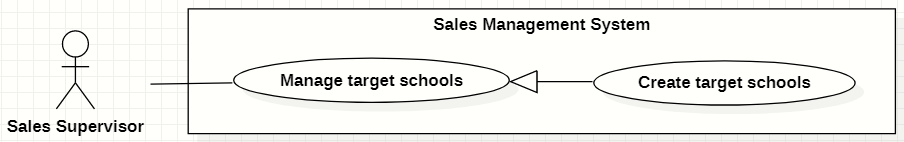 Sales Management System
Manage target schools
Create target schools
Sales Supervisor